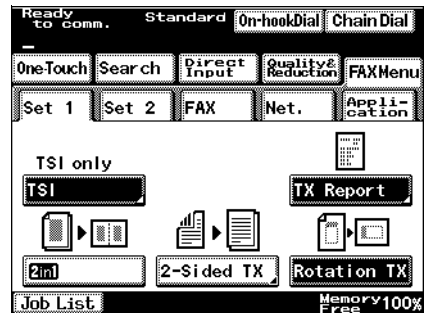 Ready to comm. Standard On-hookDial Chain Dial
One-Touch Search Direct Input Quality& Reduction FAXMenu
Set 1 Set 2 FAX Net. Appli-cation
TSI only
TSI TX Report
2in1 2-Sided TX Rotation TX
Job List Memory Free 100%